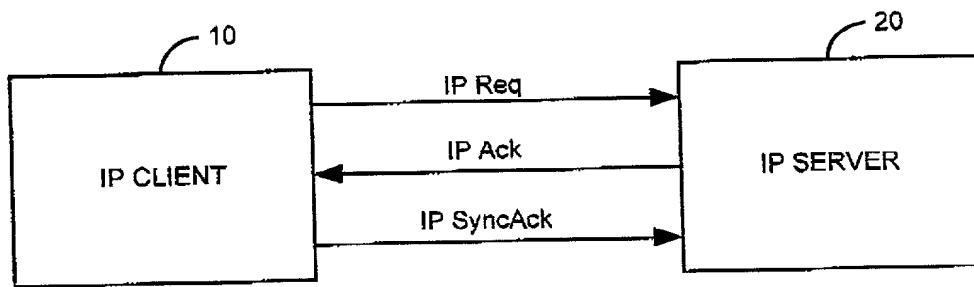 10
20
IP Req
IP Ack
IP CLIENT
IP SERVER
IP SyncAck